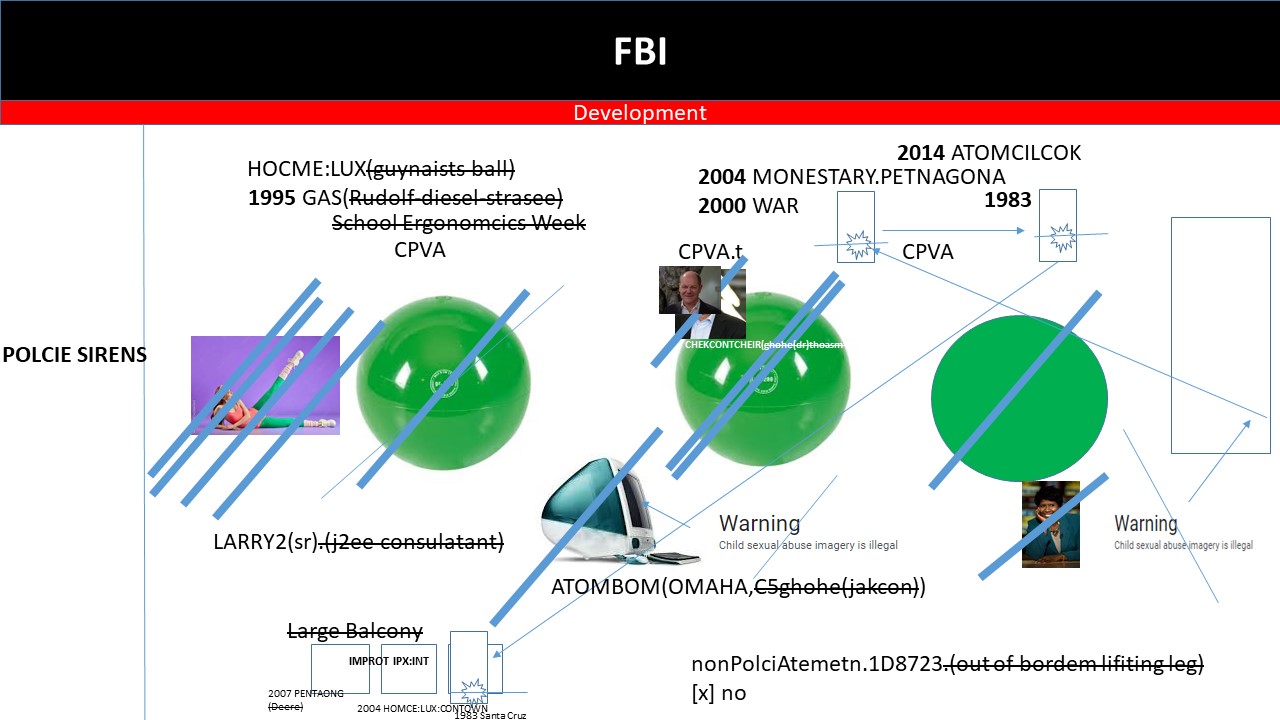 FBI
Development
HOCME:LUX(guynaists ball)
1995 GAS(Rudolf-diesel-strasee)
School Ergonomcics Week
CPVA
2014 ATOMCILCOK
2004 MONESTARY.PETNAGONA
1983
2000 WAR
CPVA.t
CPVA
CHEKCONTCHEIR(ghohe(dr)thoasm
POLCIE SIRENS
Warning
Child sexual abuse imagery is illegal
Warning
Child sexual abuse imagery is illegal
LARRY2(sr).(j2ee consulatant)
ATOMBOM(OMAHA,C5ghohe(jakcon))
Large Balcony
IMPROT IPX:INT
nonPolciAtemetn.1D8723.(out of bordem lifiting leg)
[x] no
2007 PENTAONG
(Deere)
2004 HOMCE:LUX:CONTOWN
1983 Santa Cruz